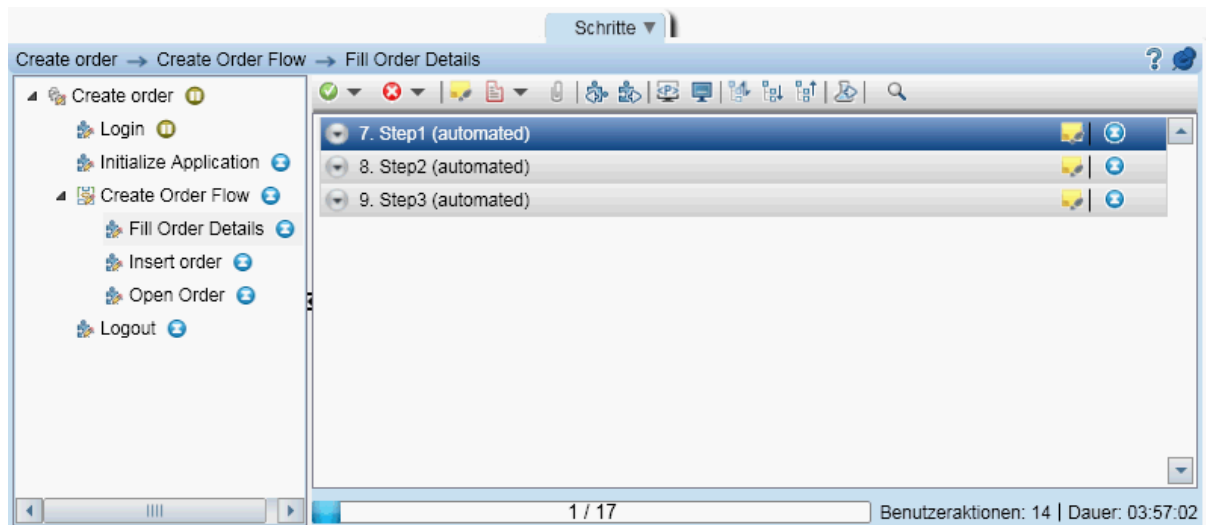 Schritte
Create order → Create Order Flow → Fill Order Details
Create order
Login
Initialize Application
Create Order Flow
Fill Order Details
Insert order
Open Order
Logout
7. Step1 (automated)
8. Step2 (automated)
9. Step3 (automated)
1 / 17
Benutzeraktionen: 14 | Dauer: 03:57:02